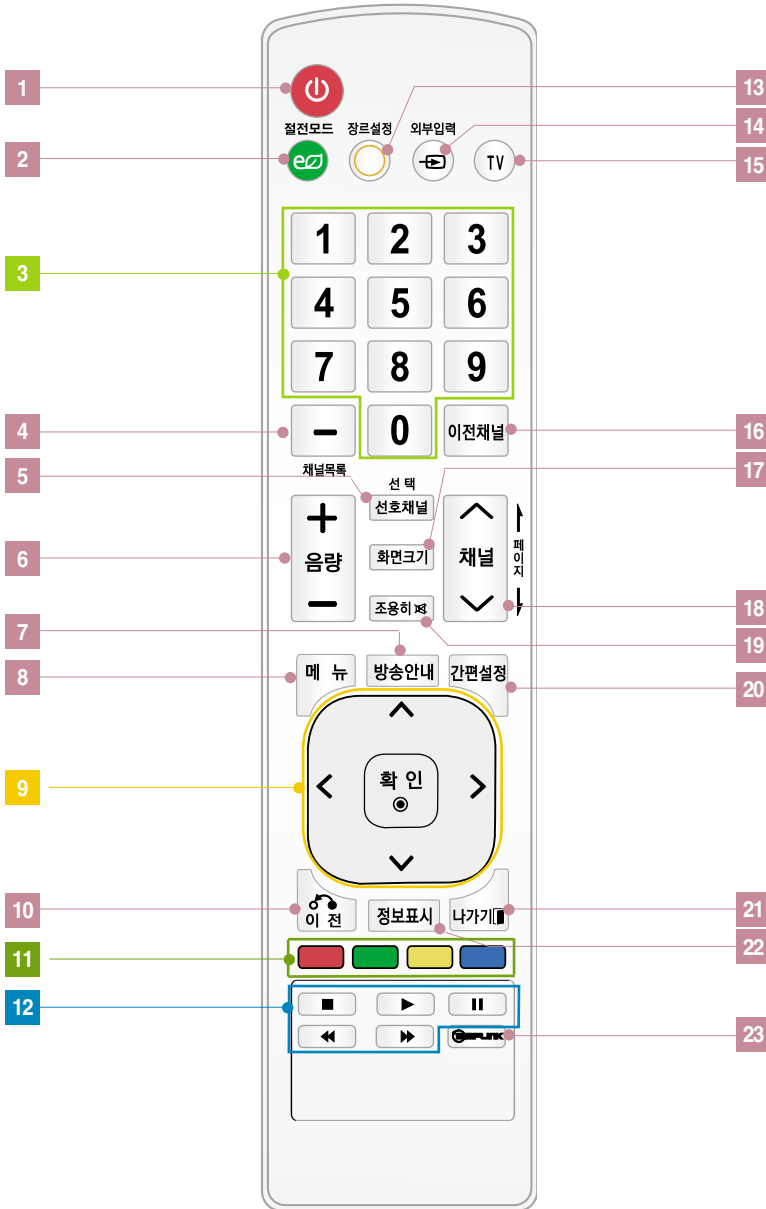 1
13
14
절전모드 장르설정 외부입력
2
TV
15
1 2 3
3
4 5 6
7 8 9
4
0
이전채널
16
채널목록
선 택
17
5
선호채널
6
음량
화면크기
채널
페이지
조용히
18
7
19
8
메 뉴
방송안내
간편설정
20
9
확 인
10
이 전
정보표시
나가기
21
22
11
12
23